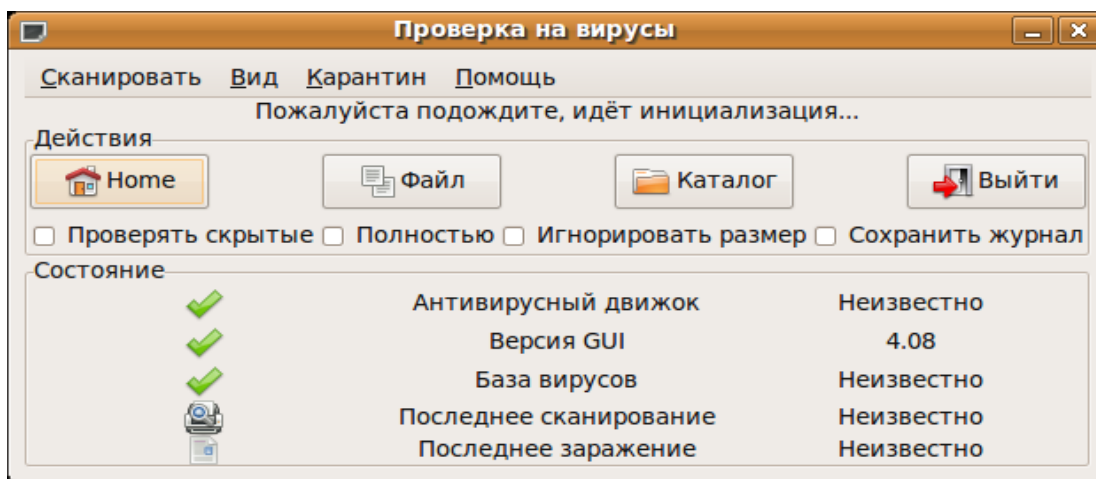 Проверка на вирусы
Сканировать Вид Карантин Помощь
Пожалуйста подождите, идёт инициализация...
Действия
Home Файл Каталог Выйти
Проверять скрытые Полностью Игнорировать размер Сохранить журнал
Состояние
Антивирусный движок Неизвестно
Версия GUI 4.08
База вирусов Неизвестно
Последнее сканирование Неизвестно
Последнее заражение Неизвестно